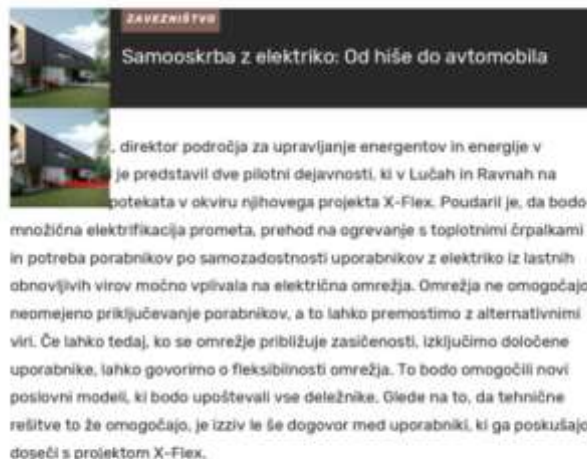 ZAVEZNIŠTVO
Samooskrba z elektriko: Od hiše do avtomobila
, direktor področja za upravljanje energentov in energije v
je predstavil dve pilotni dejavnosti, ki v Lučah in Ravnah na
potekata v okviru njihovega projekta X-Flex. Poudaril je, da bodo
množična elektrifikacija prometa, prehod na ogrevanje s toplotnimi črpalkami
in potreba porabnikov po samozadostnosti uporabnikov z elektriko iz lastnih
obnovljivih virov močno vplivala na električna omrežja. Omrežja ne omogočajo
neomejeno priključevanje porabnikov, a to lahko premostimo z alternativnimi
viri. Če lahko tedaj, ko se omrežje približuje zasičenosti, izključimo določene
uporabnike, lahko govorimo o fleksibilnosti omrežja. To bodo omogočili novi
poslovni modeli, ki bodo upoštevali vse deležnike. Glede na to, da tehnične
rešitve to že omogočajo, je izziv le še dogovor med uporabniki, ki ga poskušajo
doseči s projektom X-Flex.